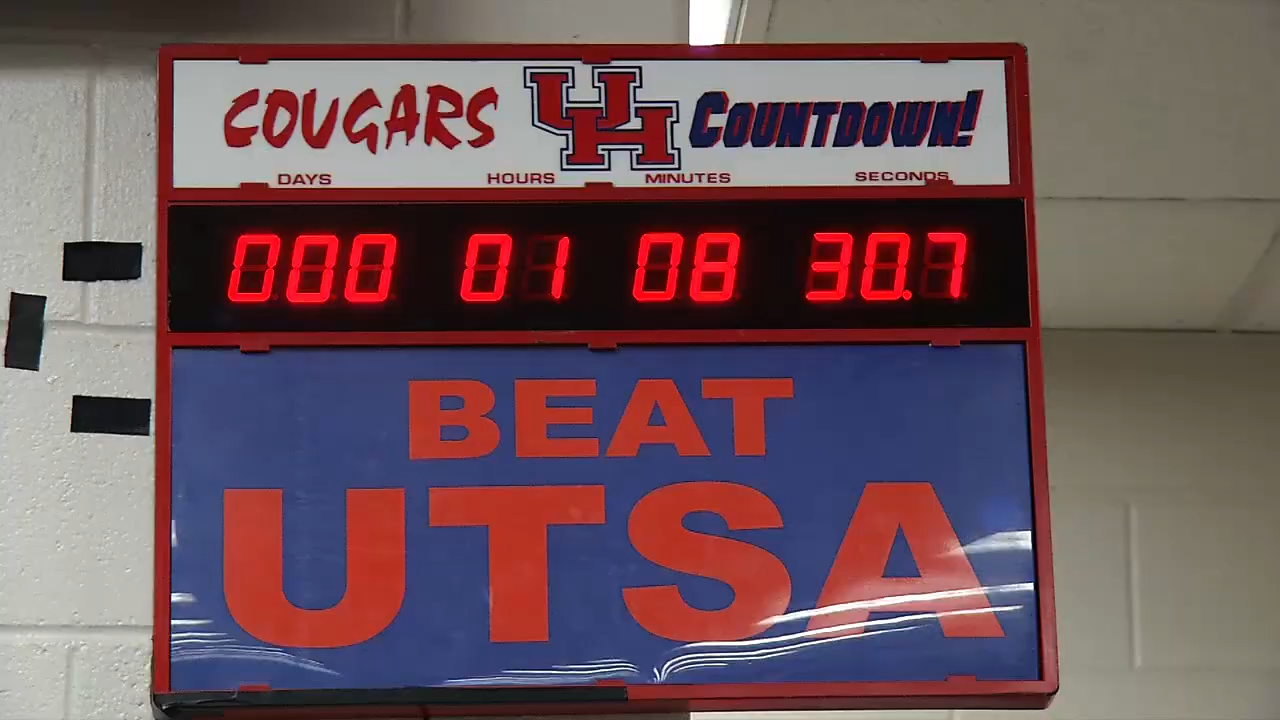 COUGARS UH COUNTDOWN!
DAYS HOURS MINUTES SECONDS
000 01 08 30.7
BEAT
UTSA